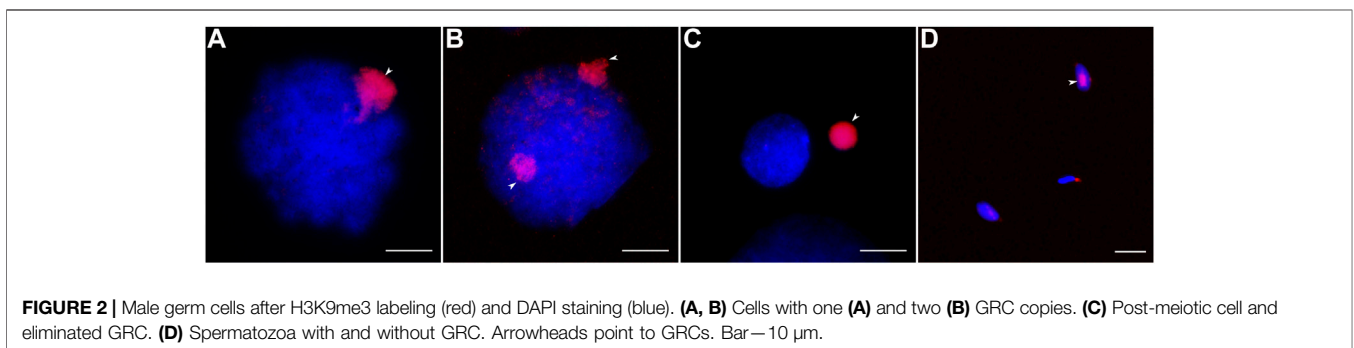 A B C D
FIGURE 2 | Male germ cells after H3K9me3 labeling (red) and DAPI staining (blue). (A, B) Cells with one (A) and two (B) GRC copies. (C) Post-meiotic cell and
eliminated GRC. (D) Spermatozoa with and without GRC. Arrowheads point to GRCs. Bar—10 μm.